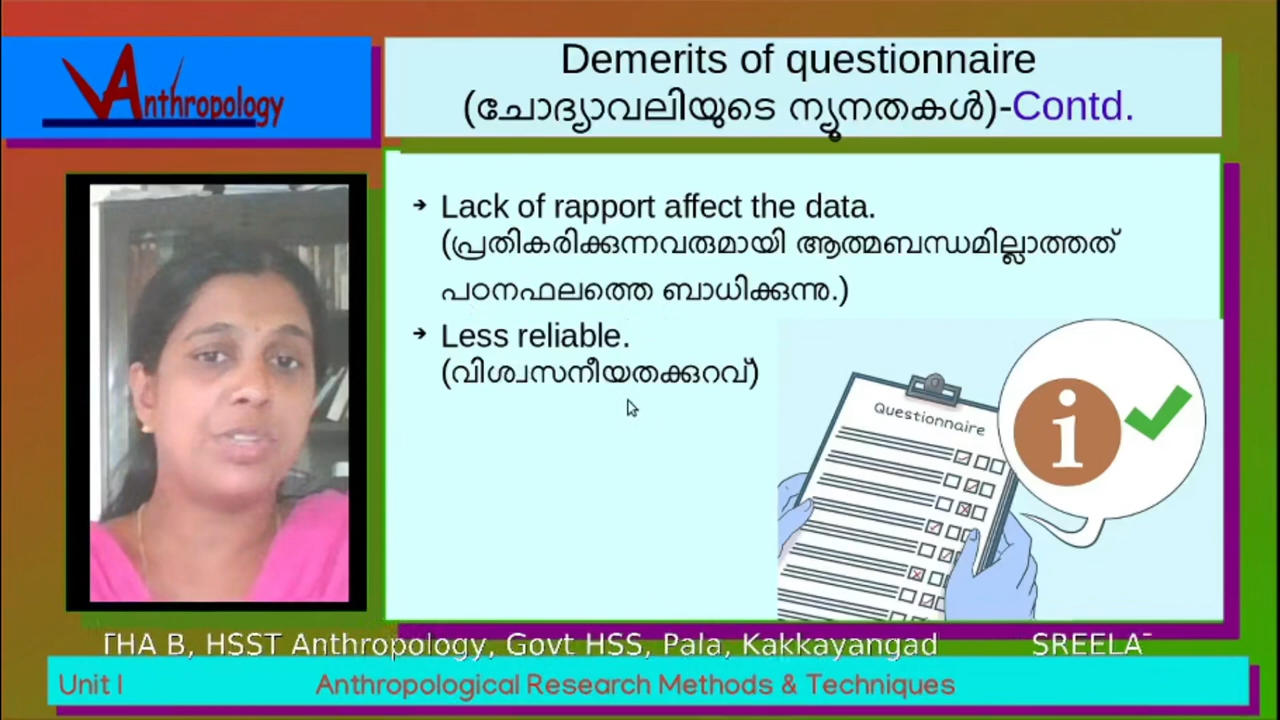 Anthropology
Demerits of questionnaire
(ചോദ്യാവലിയുടെ ന്യൂനതകൾ)-Contd.
➔ Lack of rapport affect the data.
(പ്രതികരിക്കുന്നവരുമായി ആത്മബന്ധമില്ലാത്തത്
പഠനഫലത്തെ ബാധിക്കുന്നു.)
➔ Less reliable.
(വിശ്വസനീയതക്കുറവ്)
Questionnaire
i
THA B, HSST Anthropology, Govt HSS, Pala, Kakkayangad SREELA
Unit I Anthropological Research Methods & Techniques